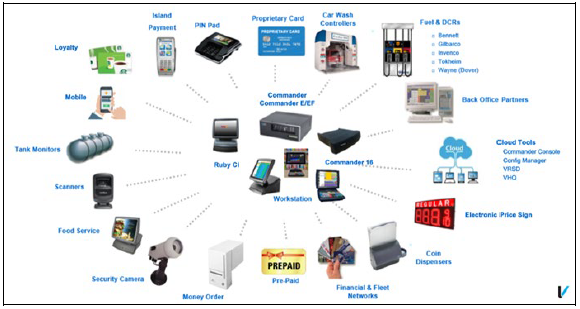 Island
Payment
PIN Pad
Proprietary Card
PROPRIETARY CARD
Car Wash
Controllers
Fuel & DCRs
Bennett
Gilbarco
Invenco
Tokheim
Wayne (Dover)
Loyalty
Mobile
Commander
Commander E/EF
Back Office Partners
Tank Monitors
Ruby Ci
Commander 16
Cloud
Cloud Tools
Commander Console
Config Manager
VRSD
VHQ
Scanners
Workstation
REGULAR
Electronic Price Sign
Food Service
Security Camera
Money Order
PREPAID
Pre-Paid
Financial & Fleet
Networks
Coin
Dispensers